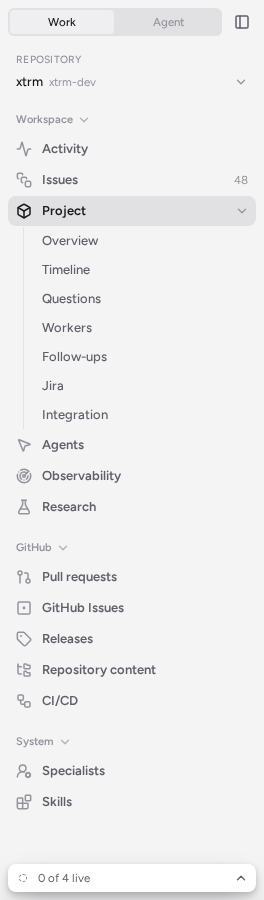 Work Agent
REPOSITORY
xtrm xtrm-dev
Workspace
Activity
Issues 48
Project
Overview
Timeline
Questions
Workers
Follow-ups
Jira
Integration
Agents
Observability
Research
GitHub
Pull requests
GitHub Issues
Releases
Repository content
CI/CD
System
Specialists
Skills
0 of 4 live